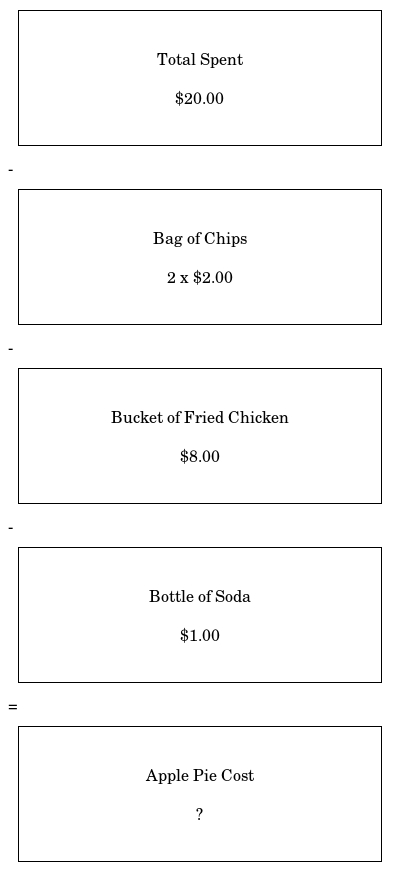 Total Spent
$20.00
-
Bag of Chips
2 x $2.00
-
Bucket of Fried Chicken
$8.00
-
Bottle of Soda
$1.00
=
Apple Pie Cost
?